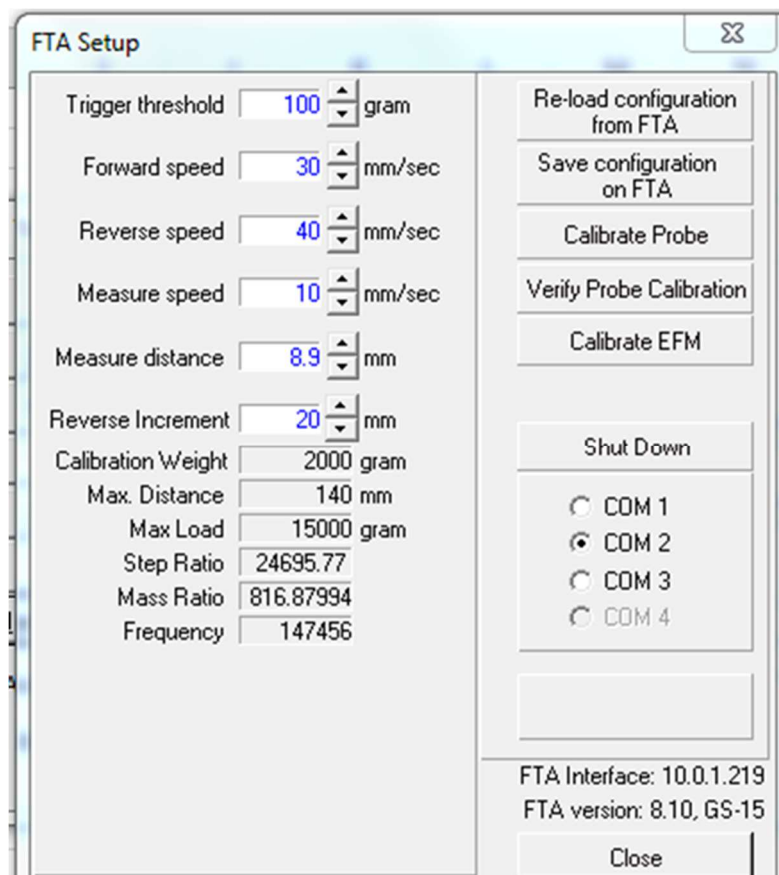 FTA Setup
Trigger threshold 100 gram
Forward speed 30 mm/sec
Reverse speed 40 mm/sec
Measure speed 10 mm/sec
Measure distance 8.9 mm
Reverse Increment 20 mm
Calibration Weight 2000 gram
Max. Distance 140 mm
Max Load 15000 gram
Step Ratio 24695.77
Mass Ratio 816.87994
Frequency 147456
Re-load configuration
from FTA
Save configuration
on FTA
Calibrate Probe
Verify Probe Calibration
Calibrate EFM
Shut Down
COM 1
COM 2
COM 3
COM 4
FTA Interface: 10.0.1.219
FTA version: 8.10, GS-15
Close